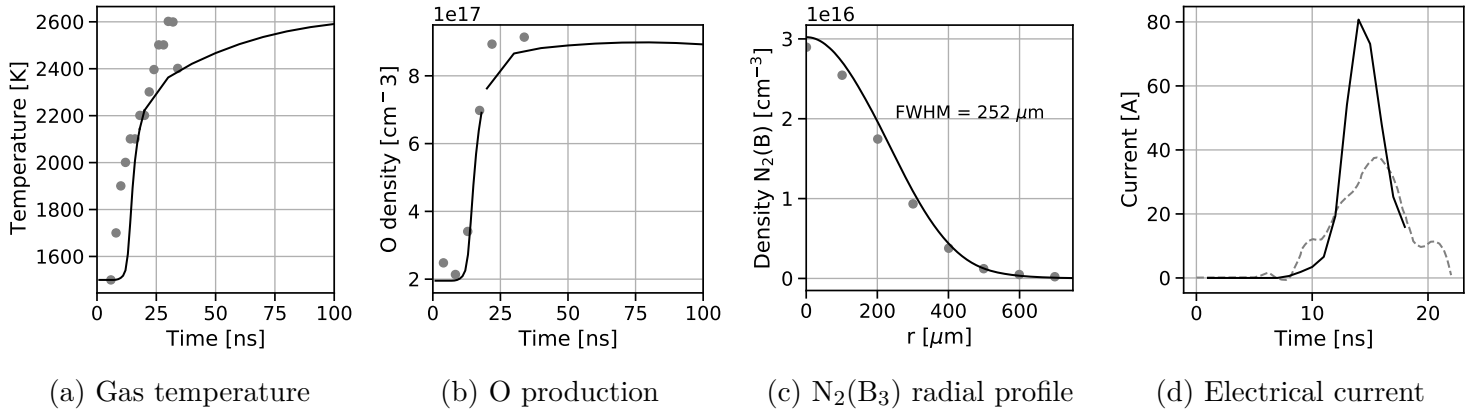 Temperature [K]
2600
2400
2200
2000
1800
1600
0 25 50 75 100
Time [ns]
(a) Gas temperature
1e17
O density [cm−3]
8
6
4
2
0 25 50 75 100
Time [ns]
(b) O production
1e16
Density N₂(B) [cm⁻³]
3
2
1
0
FWHM = 252 μm
0 200 400 600
r [μm]
(c) N₂(B₃) radial profile
Current [A]
80
60
40
20
0
0 10 20
Time [ns]
(d) Electrical current